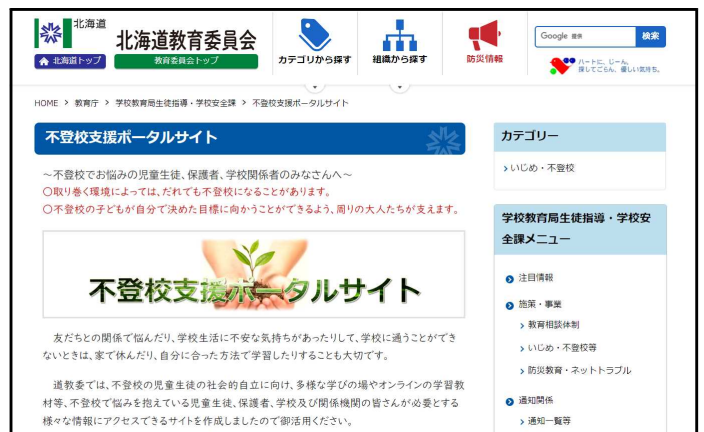 北海道
北海道教育委員会
北海道トップ
教育委員会トップ
カテゴリから探す
組織から探す
防災情報
Google 提供
検索
ハートに、じーん。
探してごらん、優しい気持ち。
HOME > 教育庁 > 学校教育局生徒指導・学校安全課 > 不登校支援ポータルサイト
不登校支援ポータルサイト
～不登校でお悩みの児童生徒、保護者、学校関係者のみなさんへ～
〇取り巻く環境によっては、だれでも不登校になることがあります。
〇不登校の子どもが自分で決めた目標に向かうことができるよう、周りの大人たちが支えます。
不登校支援ポータルサイト
友だちとの関係で悩んだり、学校生活に不安な気持ちがあったりして、学校に通うことができ
ないときは、家で休んだり、自分に合った方法で学習したりすることも大切です。
道教委では、不登校の児童生徒の社会的自立に向け、多様な学びの場やオンラインの学習教
材等、不登校で悩みを抱えている児童生徒、保護者、学校及び関係機関の皆さんが必要とする
様々な情報にアクセスできるサイトを作成しましたので御活用ください。
カテゴリー
いじめ・不登校
学校教育局生徒指導・学校安
全課メニュー
注目情報
施策・事業
教育相談体制
いじめ・不登校等
防災教育・ネットトラブル
通知関係
通知一覧等